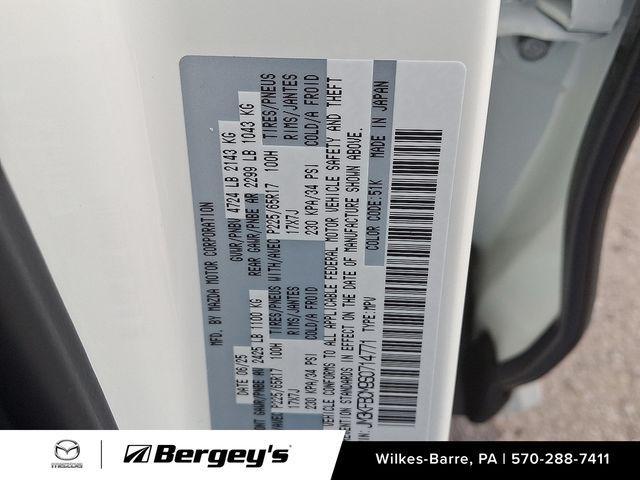 MFD. BY MAZDA MOTOR CORPORATION
DATE 06/25 GVWR/PNBV 4724 LB 2143 KG
GAWR/PNBE AV 2425 LB 1100 KG REAR GAWR/PNBE AR 2299 LB 1043 KG
TIRES/PNEUS WITH/AVEC P225/65R17 100H TIRES/PNEUS
P225/65R17 100H RIMS/JANTES 17X7J RIMS/JANTES
17X7J COLD/A FROID 230 KPA/34 PSI COLD/A FROID
230 KPA/34 PSI
VEHICLE CONFORMS TO ALL APPLICABLE FEDERAL MOTOR VEHICLE SAFETY AND THEFT
STANDARDS IN EFFECT ON THE DATE OF MANUFACTURE SHOWN ABOVE.
TYPE:MPV COLOR CODE:51K MADE IN JAPAN
mazda
Bergey's
Wilkes-Barre, PA | 570-288-7411